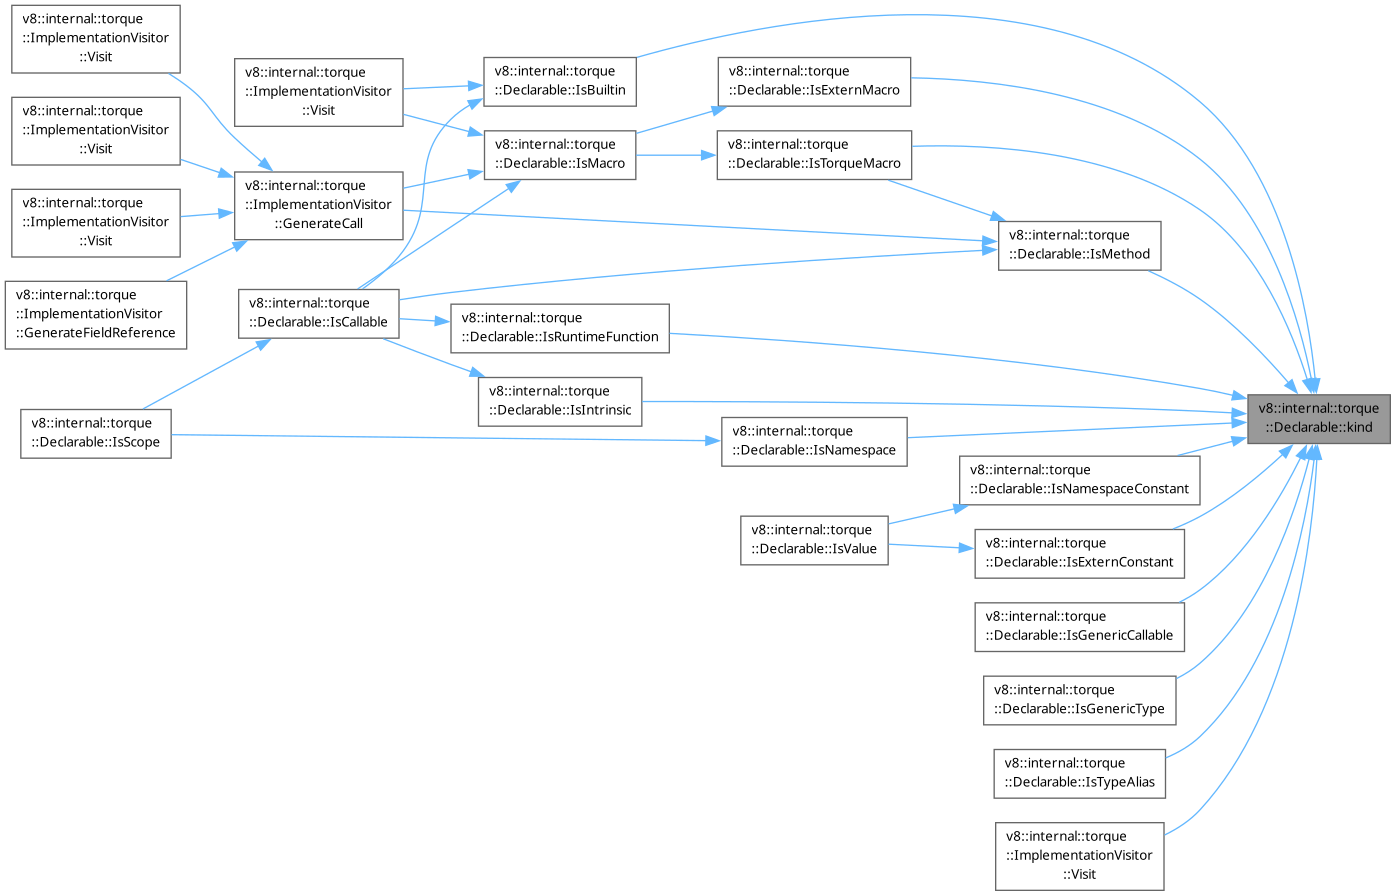 v8::internal::torque
::ImplementationVisitor
::Visit
v8::internal::torque
::ImplementationVisitor
::Visit
v8::internal::torque
::ImplementationVisitor
::Visit
v8::internal::torque
::ImplementationVisitor
::GenerateFieldReference
v8::internal::torque
::Declarable::IsScope
v8::internal::torque
::ImplementationVisitor
::Visit
v8::internal::torque
::ImplementationVisitor
::GenerateCall
v8::internal::torque
::Declarable::IsCallable
v8::internal::torque
::Declarable::IsBuiltin
v8::internal::torque
::Declarable::IsMacro
v8::internal::torque
::Declarable::IsRuntimeFunction
v8::internal::torque
::Declarable::IsIntrinsic
v8::internal::torque
::Declarable::IsExternMacro
v8::internal::torque
::Declarable::IsTorqueMacro
v8::internal::torque
::Declarable::IsNamespace
v8::internal::torque
::Declarable::IsValue
v8::internal::torque
::Declarable::IsMethod
v8::internal::torque
::Declarable::IsNamespaceConstant
v8::internal::torque
::Declarable::IsExternConstant
v8::internal::torque
::Declarable::IsGenericCallable
v8::internal::torque
::Declarable::IsGenericType
v8::internal::torque
::Declarable::IsTypeAlias
v8::internal::torque
::ImplementationVisitor
::Visit
v8::internal::torque
::Declarable::kind